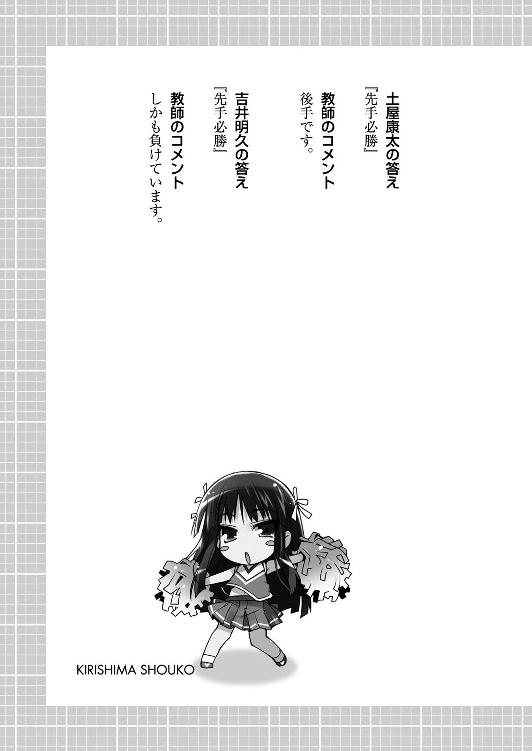 土屋康太の答え
『先手必勝』
教師のコメント
後手です。
吉井明久の答え
『先手必勝』
教師のコメント
しかも負けています。
KIRISHIMA SHOUKO